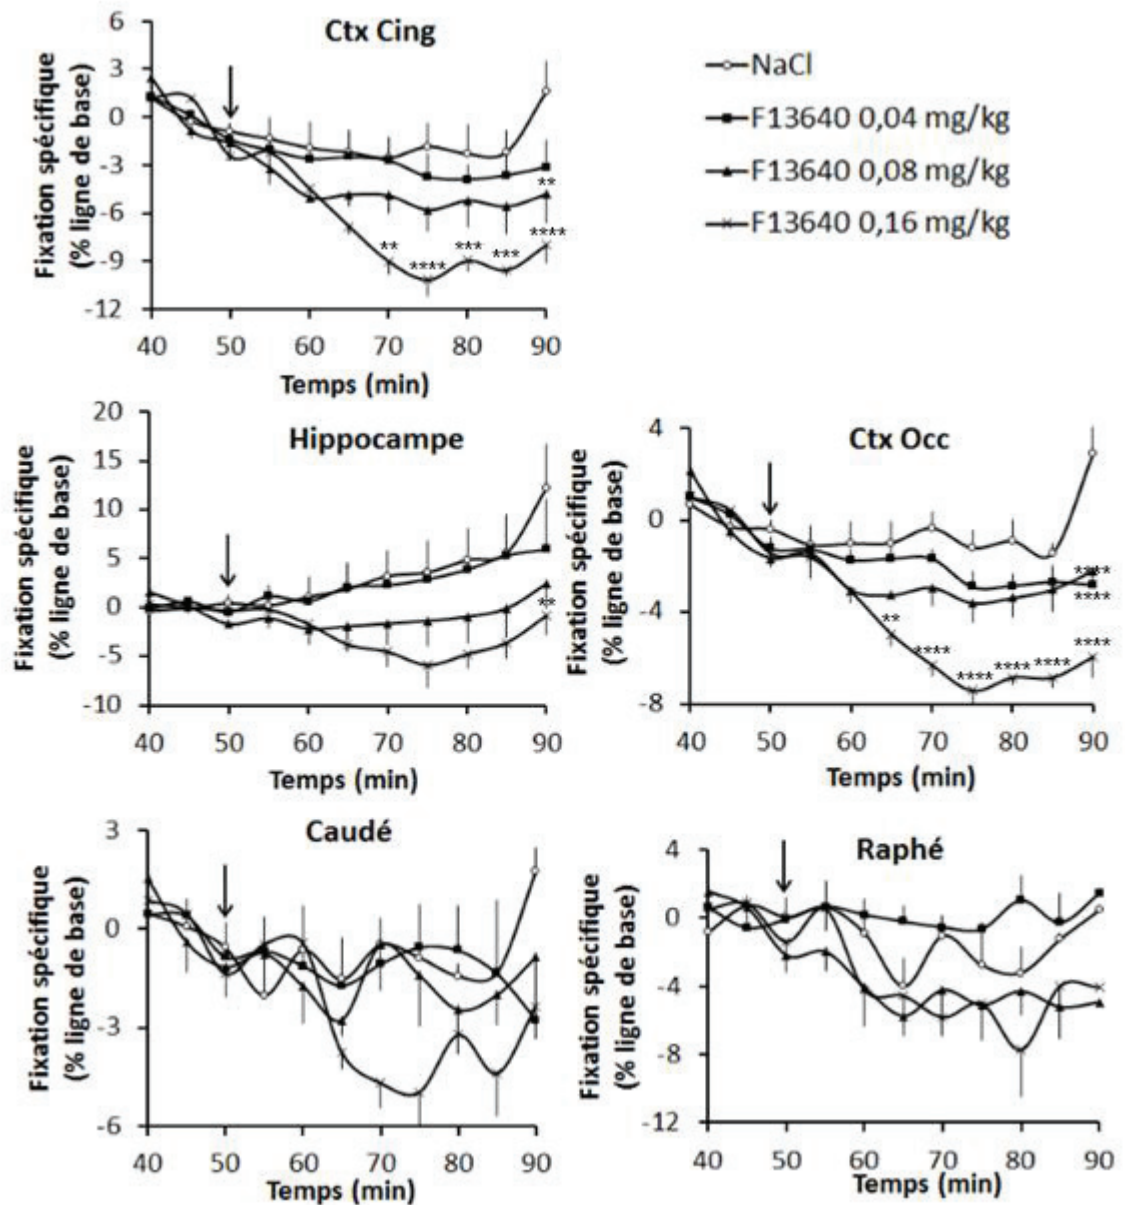 Ctx Cing
Fixation spécifique
(% ligne de base)
6
3
0
-3
-6
-9
-12
** **** *** *** ****
**
40 50 60 70 80 90
Temps (min)
NaCl
F13640 0,04 mg/kg
F13640 0,08 mg/kg
F13640 0,16 mg/kg
Hippocampe
Fixation spécifique
(% ligne de base)
20
15
10
5
0
-5
-10
**
40 50 60 70 80 90
Temps (min)
Ctx Occ
Fixation spécifique
(% ligne de base)
4
0
-4
-8
****
****
** **** **** **** **** ****
40 50 60 70 80 90
Temps (min)
Caudé
Fixation spécifique
(% ligne de base)
3
0
-3
-6
40 50 60 70 80 90
Temps (min)
Raphé
Fixation spécifique
(% ligne de base)
4
0
-4
-8
-12
40 50 60 70 80 90
Temps (min)